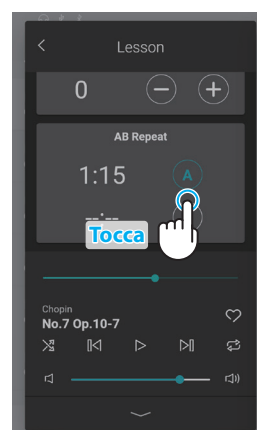 Lesson
0
AB Repeat
1:15
A
--:--
Tocca
Chopin
No.7 Op.10-7